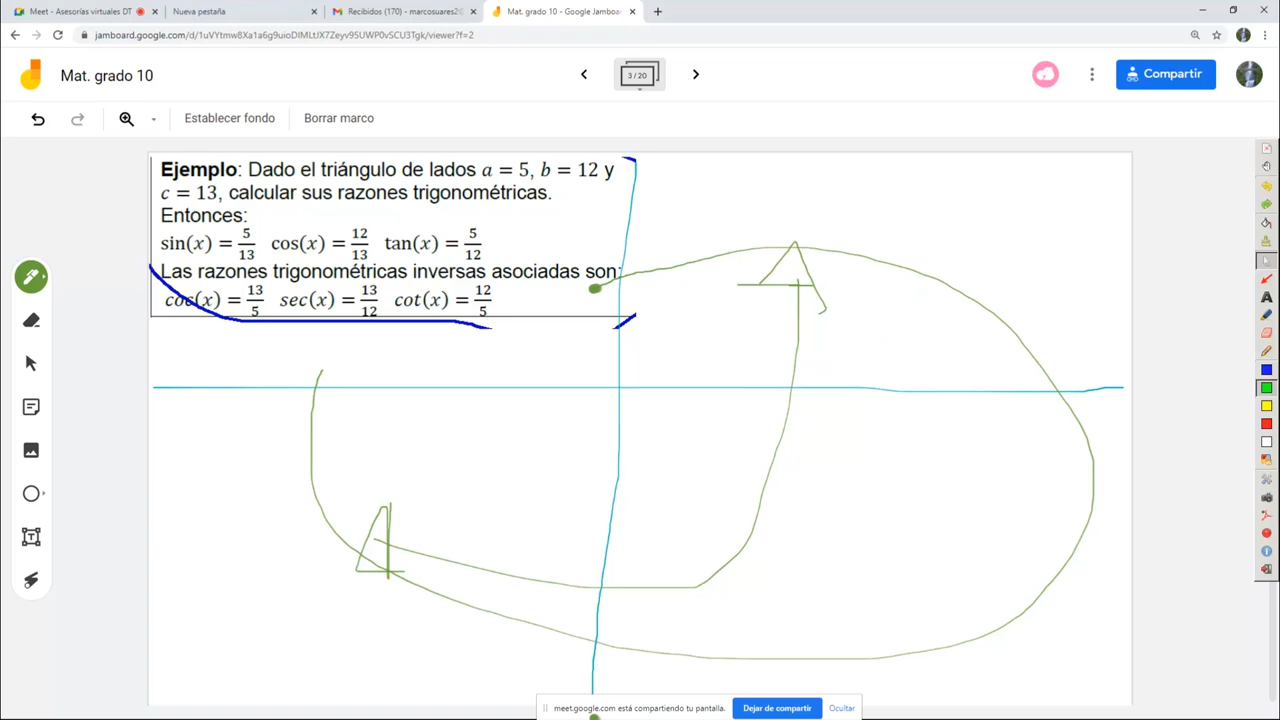 Meet - Asesorías virtuales DT
Nueva pestaña
Recibidos (170) - marcosuares2
Mat. grado 10 - Google Jamboard
jamboard.google.com/d/1uVYtmw8Xa1a6g9uioDIMLtJX7Zeyv95UWP0vSCU3Tgk/viewer?f=2
Mat. grado 10
3 / 20
Compartir
Establecer fondo
Borrar marco
Ejemplo: Dado el triángulo de lados a = 5, b = 12 y
c = 13, calcular sus razones trigonométricas.
Entonces:
sin(x) = 5/13 cos(x) = 12/13 tan(x) = 5/12
Las razones trigonométricas inversas asociadas son:
coc(x) = 13/5 sec(x) = 13/12 cot(x) = 12/5
meet.google.com está compartiendo tu pantalla.
Dejar de compartir
Ocultar